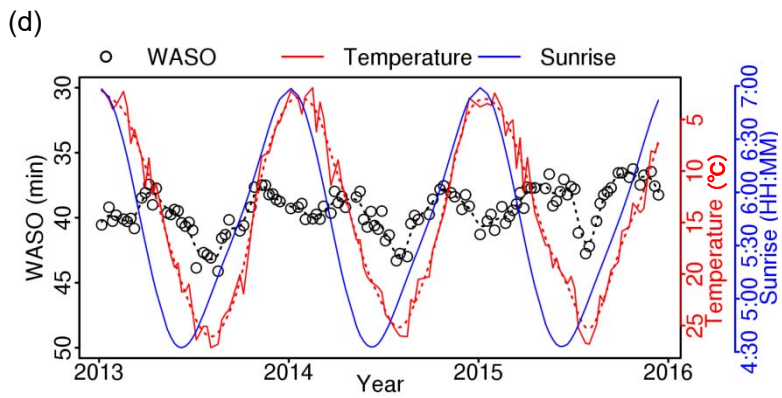 (d)
WASO Temperature Sunrise
30
35
40
45
50
WASO (min)
2013 2014 2015 2016
Year
5
10
15
20
25
Temperature (°C)
7:00
6:30
6:00
5:30
5:00
4:30
Sunrise (HH:MM)